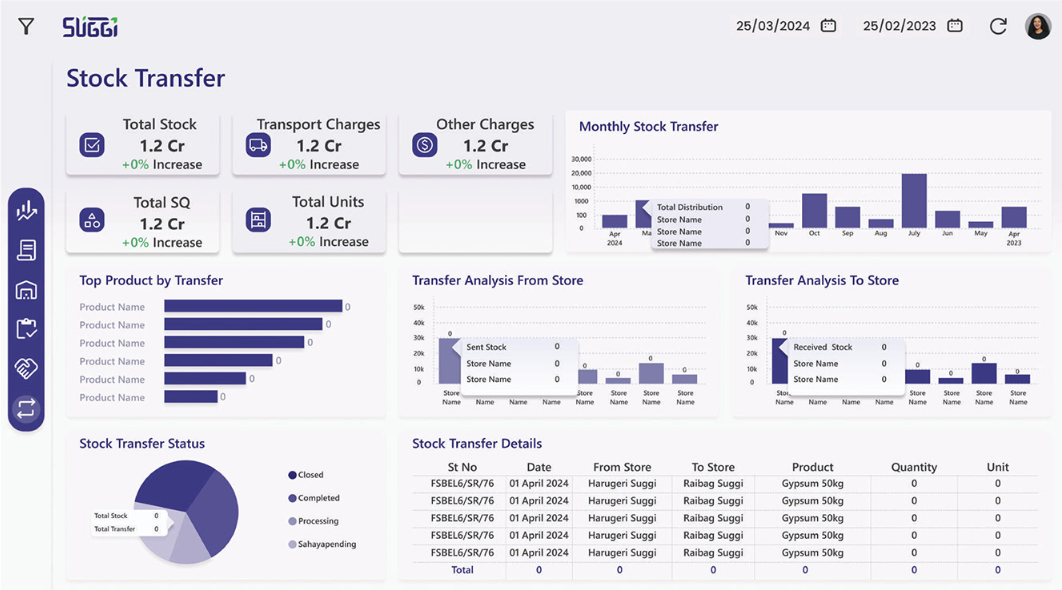 SUGGI
25/03/2024
25/02/2023
Stock Transfer
Total Stock
1.2 Cr
+0% Increase
Transport Charges
1.2 Cr
+0% Increase
Other Charges
1.2 Cr
+0% Increase
Total SQ
1.2 Cr
+0% Increase
Total Units
1.2 Cr
+0% Increase
Monthly Stock Transfer
30,000
20,000
10,000
1000
100
0
Apr
2024
Total Distribution 0
Store Name 0
Store Name 0
Store Name 0
Nov Oct Sep Aug July Jun May Apr
2023
Top Product by Transfer
Product Name 0
Product Name 0
Product Name 0
Product Name 0
Product Name 0
Product Name 0
Transfer Analysis From Store
50k
40k
30k
20k
10k
0
0
Sent Stock 0
Store Name 0
Store Name 0
0 0 0 0
Store Store Store Store Store
Name Name Name Name Name Name Name Name
Transfer Analysis To Store
50k
40k
30k
20k
10k
0
0
Received Stock 0
Store Name 0
Store Name 0
0 0 0 0
Store Store Store Store Store
Name Name Name Name Name Name Name Name
Stock Transfer Status
Total Stock 0
Total Transfer 0
Closed
Completed
Processing
Sahayapending
Stock Transfer Details
St No Date From Store To Store Product Quantity Unit
FSBEL6/SR/76 01 April 2024 Harugeri Suggi Raibag Suggi Gypsum 50kg 0 0
FSBEL6/SR/76 01 April 2024 Harugeri Suggi Raibag Suggi Gypsum 50kg 0 0
FSBEL6/SR/76 01 April 2024 Harugeri Suggi Raibag Suggi Gypsum 50kg 0 0
FSBEL6/SR/76 01 April 2024 Harugeri Suggi Raibag Suggi Gypsum 50kg 0 0
FSBEL6/SR/76 01 April 2024 Harugeri Suggi Raibag Suggi Gypsum 50kg 0 0
Total 0 0 0 0 0 0